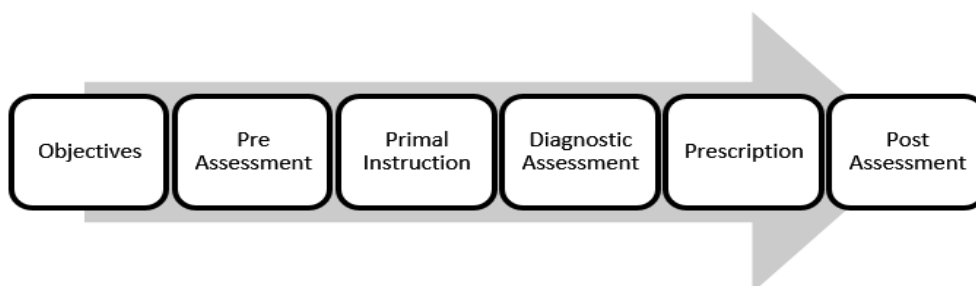 Objectives
Pre
Assessment
Primal
Instruction
Diagnostic
Assessment
Prescription
Post
Assessment